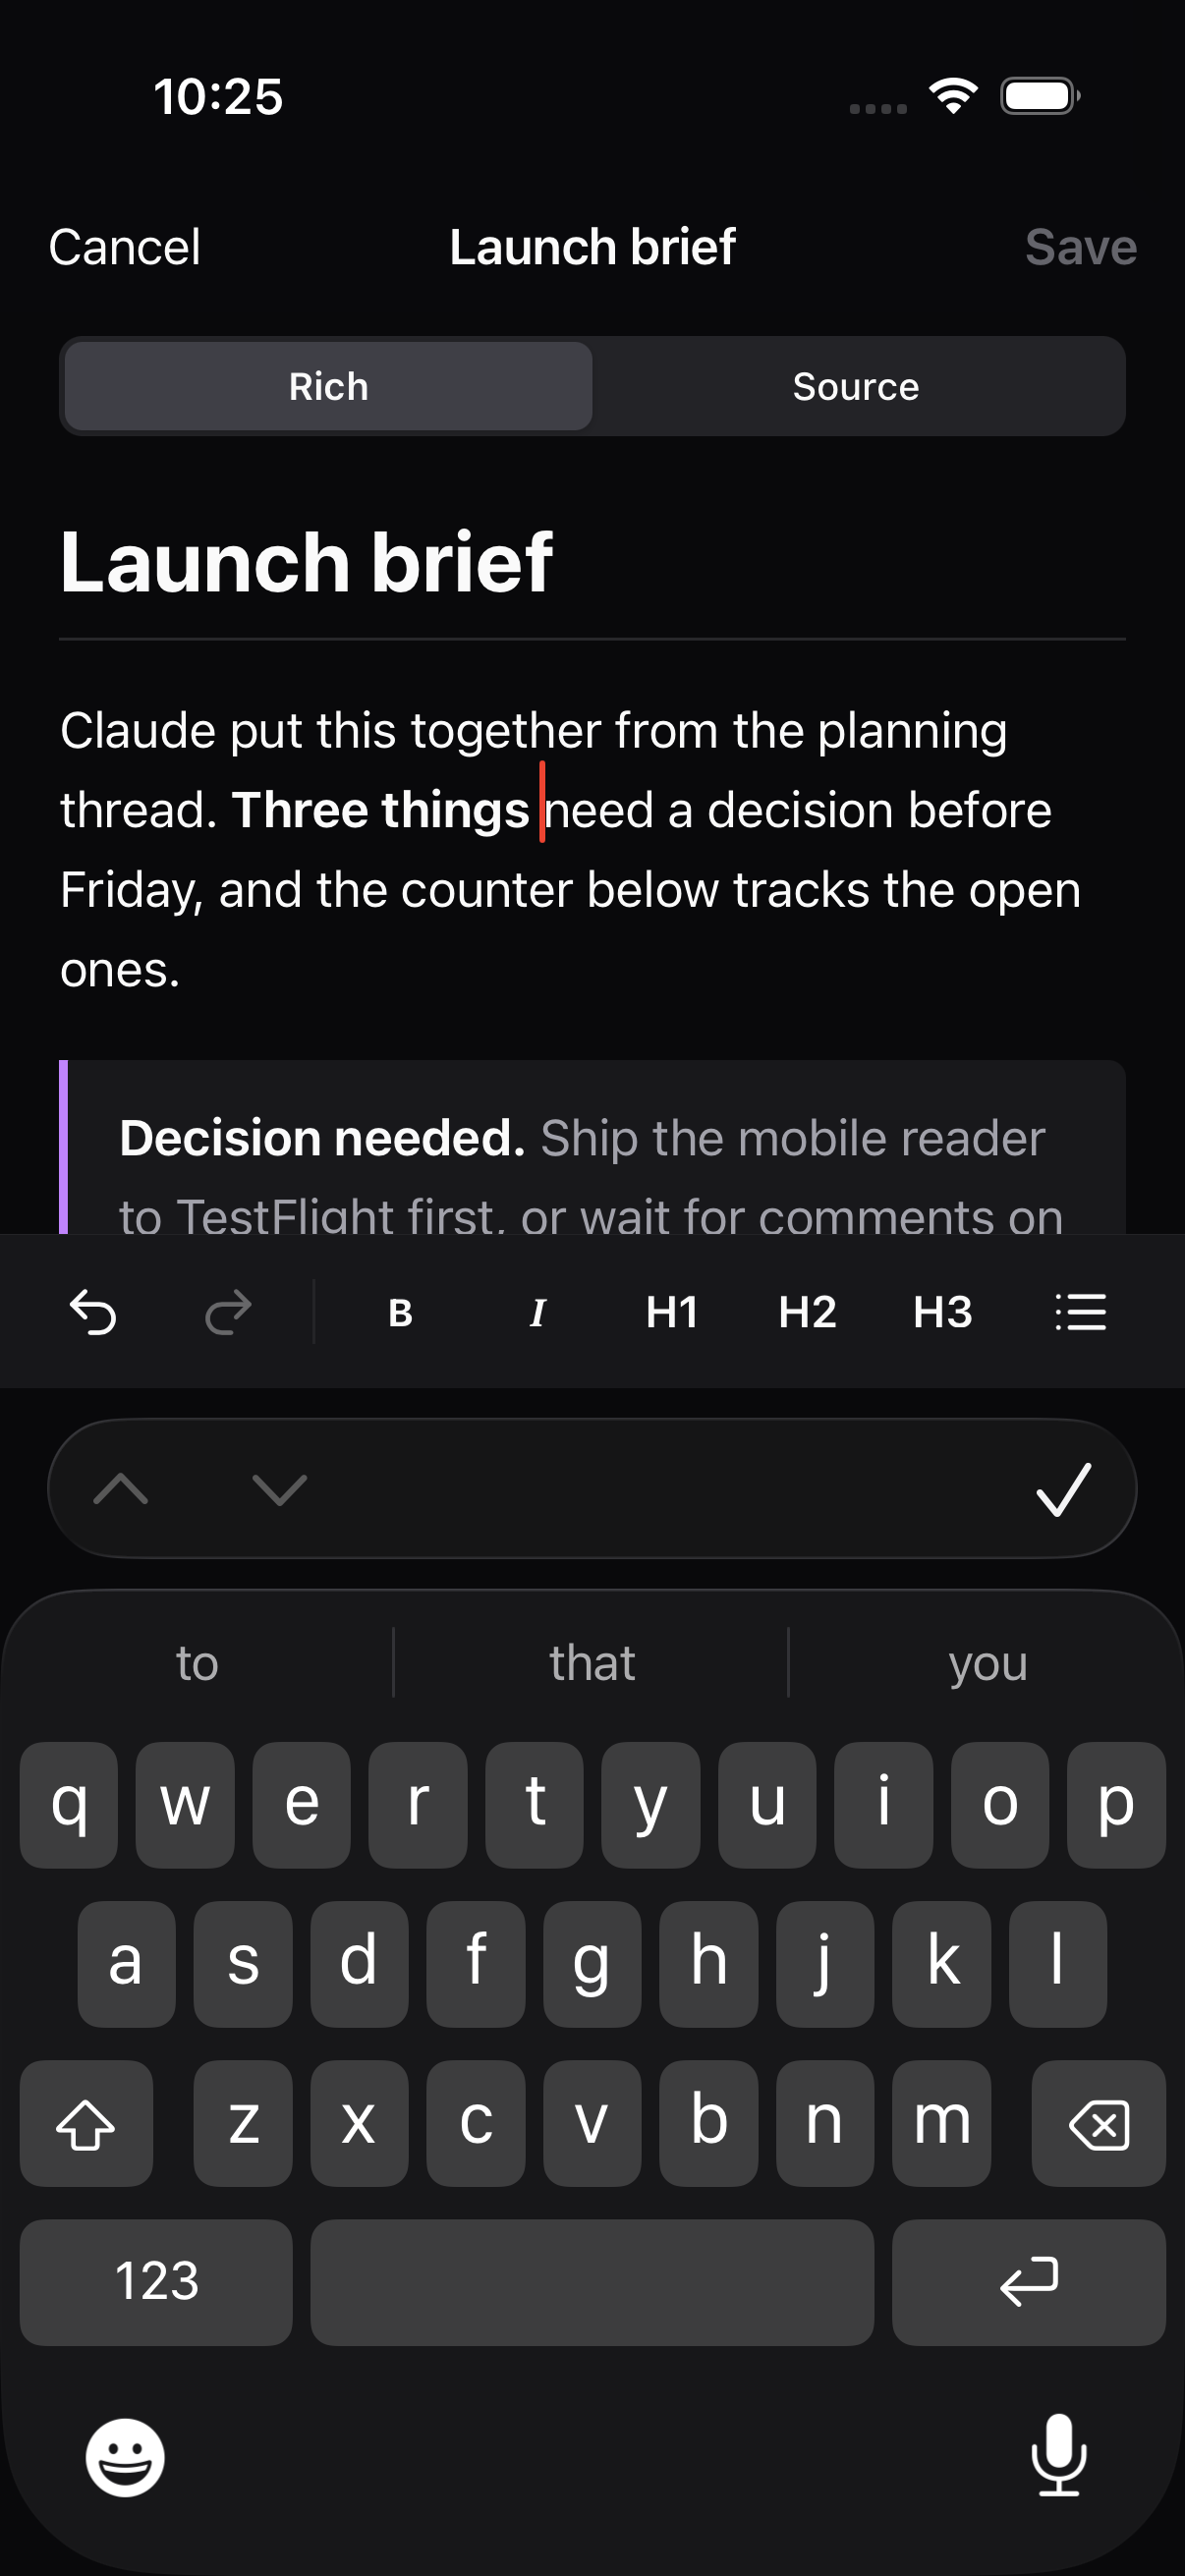 10:25
Cancel
Launch brief
Save
Rich
Source
Launch brief
Claude put this together from the planning
thread. Three things need a decision before
Friday, and the counter below tracks the open
ones.
Decision needed. Ship the mobile reader
to TestFlight first, or wait for comments on
B
I
H1
H2
H3
to
that
you
q w e r t y u i o p
a s d f g h j k l
z x c v b n m
123